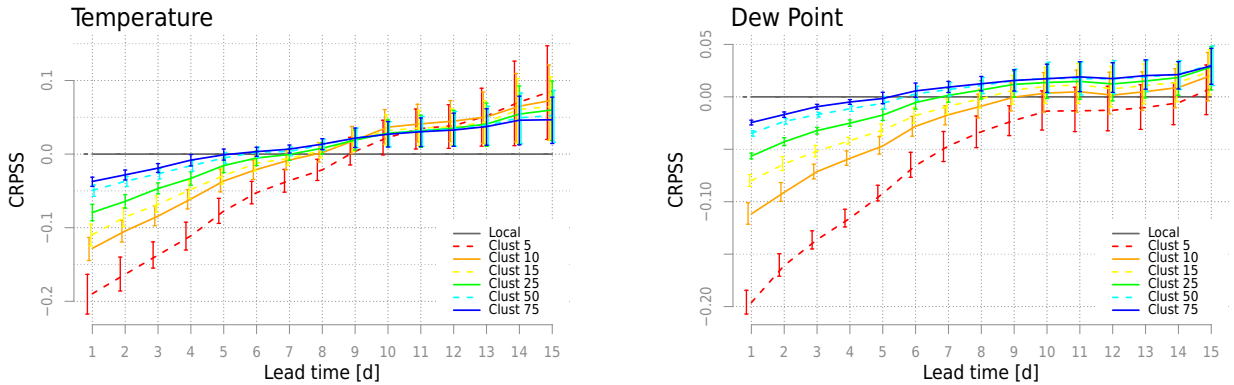 Temperature
CRPSS
0.1
0.0
−0.1
−0.2
Local
Clust 5
Clust 10
Clust 15
Clust 25
Clust 50
Clust 75
1 2 3 4 5 6 7 8 9 10 11 12 13 14 15
Lead time [d]
Dew Point
CRPSS
0.05
0.00
−0.10
−0.20
Local
Clust 5
Clust 10
Clust 15
Clust 25
Clust 50
Clust 75
1 2 3 4 5 6 7 8 9 10 11 12 13 14 15
Lead time [d]